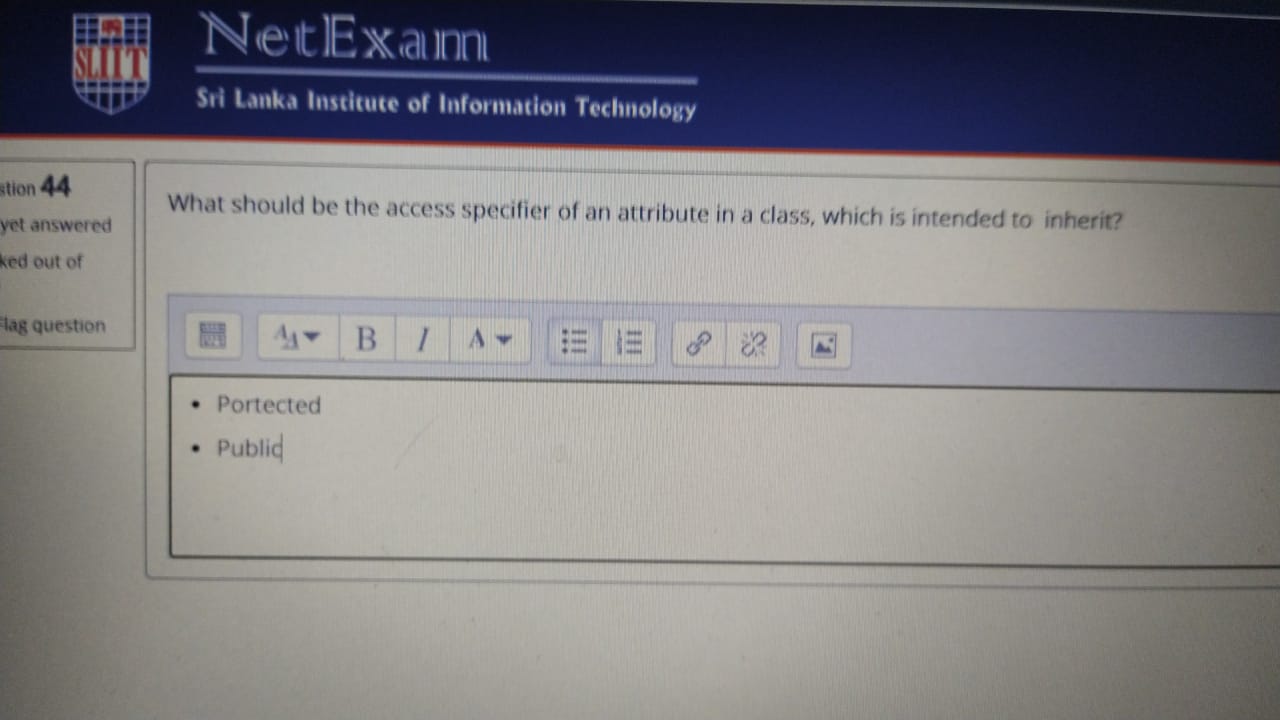 SLIIT
NetExam
Sri Lanka Institute of Information Technology
stion 44
yet answered
ked out of
Flag question
What should be the access specifier of an attribute in a class, which is intended to inherit?
B I A
Portected
Public